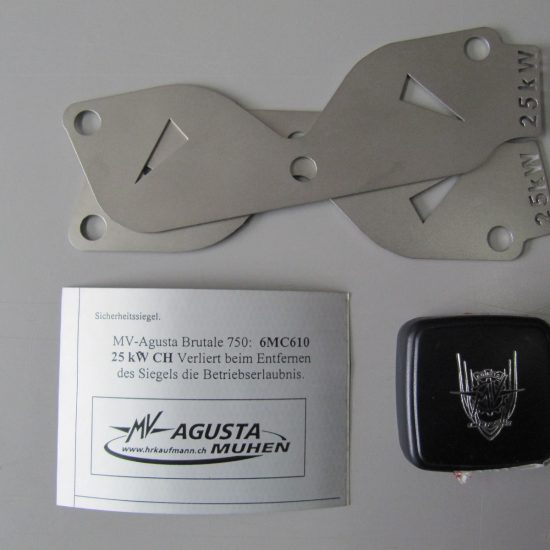 25kW
25kW
Sicherheitssiegel.
MV-Agusta Brutale 750: 6MC610
25 kW CH Verliert beim Entfernen
des Siegels die Betriebserlaubnis.
MV AGUSTA
www.hrkaufmann.ch MUHEN